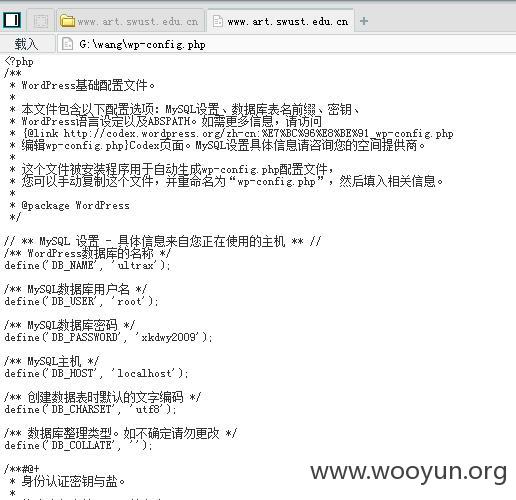 www.art.swust.edu.cn
www.art.swust.edu.cn
载入
G:\wang\wp-config.php
<?php
/**
 * WordPress基础配置文件。
 *
 * 本文件包含以下配置选项：MySQL设置、数据库表名前缀、密钥、
 * WordPress语言设定以及ABSPATH。如需更多信息，请访问
 * {@link http://codex.wordpress.org/zh-cn:%E7%BC%96%E8%BE%91_wp-config.php
 * 编辑wp-config.php}Codex页面。MySQL设置具体信息请咨询您的空间提供商。
 *
 * 这个文件被安装程序用于自动生成wp-config.php配置文件，
 * 您可以手动复制这个文件，并重命名为“wp-config.php”，然后填入相关信息。
 *
 * @package WordPress
 */
// ** MySQL 设置 - 具体信息来自您正在使用的主机 ** //
/** WordPress数据库的名称 */
define('DB_NAME', 'ultrax');
/** MySQL数据库用户名 */
define('DB_USER', 'root');
/** MySQL数据库密码 */
define('DB_PASSWORD', 'xkdwy2009');
/** MySQL主机 */
define('DB_HOST', 'localhost');
/** 创建数据表时默认的文字编码 */
define('DB_CHARSET', 'utf8');
/** 数据库整理类型。如不确定请勿更改 */
define('DB_COLLATE', '');
/**#@+
 * 身份认证密钥与盐。
 *
www.wooyun.org